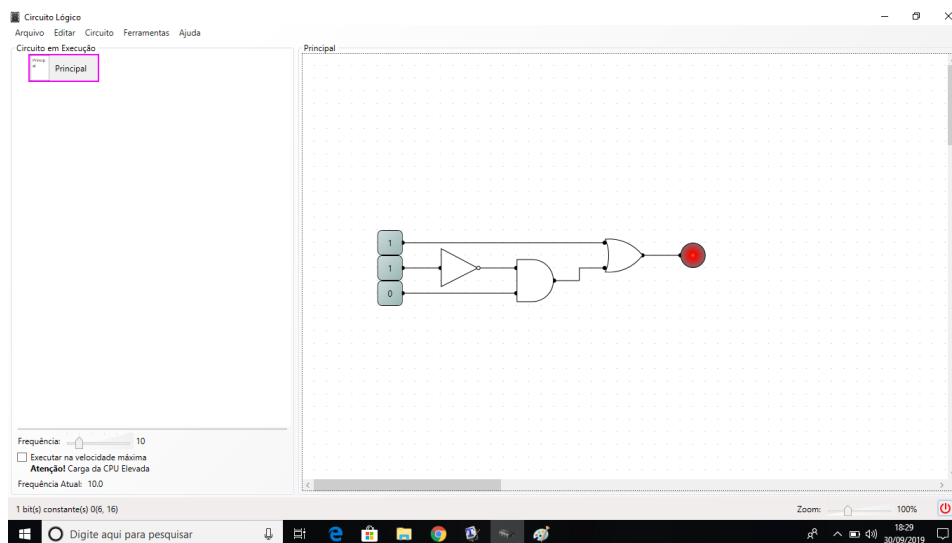 Circuito Lógico
Arquivo Editar Circuito Ferramentas Ajuda
Circuito em Execução
Princip
al
Principal
Principal
1
1
0
Frequência: 10
Executar na velocidade máxima
Atenção! Carga da CPU Elevada
Frequência Atual: 10.0
1 bit(s) constante(s) 0(6, 16)
Zoom: 100%
Digite aqui para pesquisar
18:29
30/09/2019